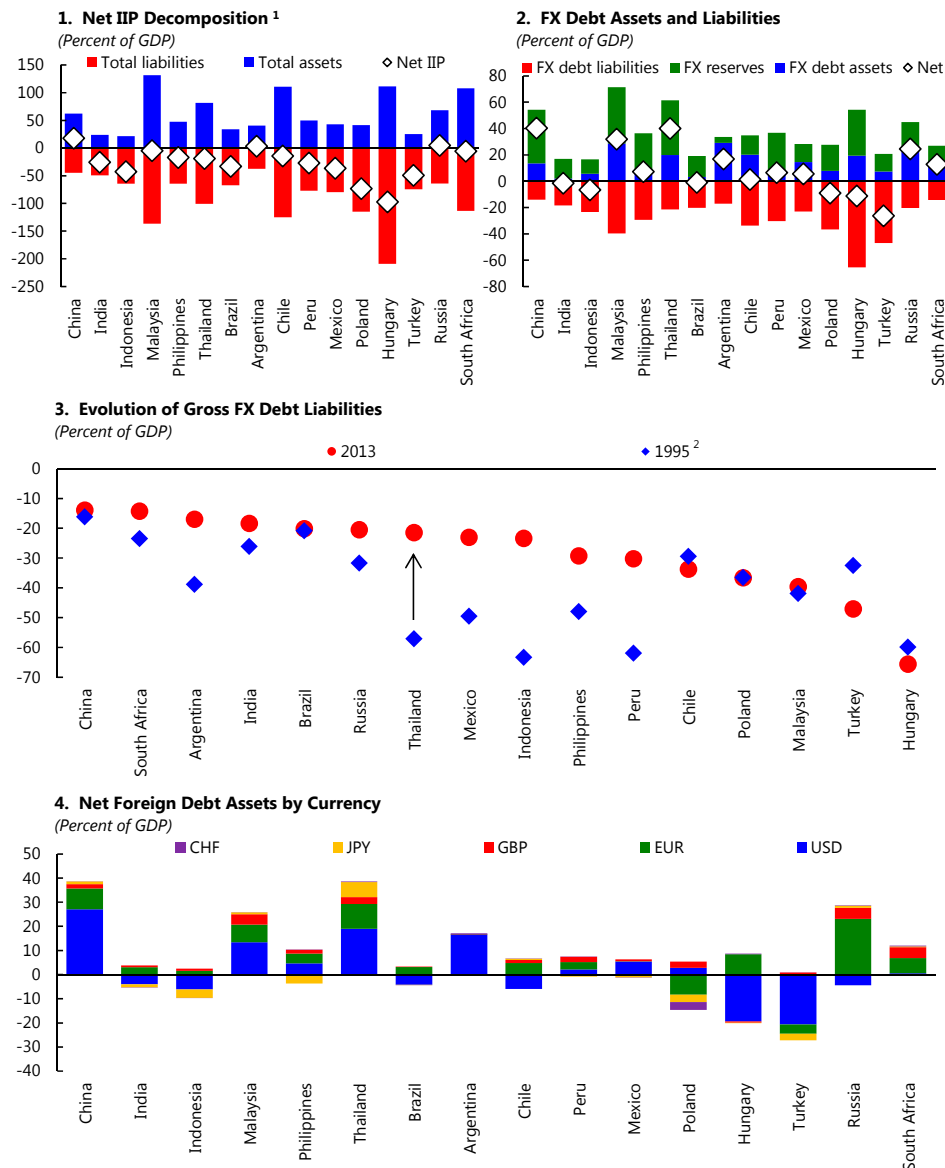 1. Net IIP Decomposition 1
(Percent of GDP)
Total liabilities Total assets Net IIP
150
100
50
0
-50
-100
-150
-200
-250
China
India
Indonesia
Malaysia
Philippines
Thailand
Brazil
Argentina
Chile
Peru
Mexico
Poland
Hungary
Turkey
Russia
South Africa
2. FX Debt Assets and Liabilities
(Percent of GDP)
FX debt liabilities FX reserves FX debt assets Net
80
60
40
20
0
-20
-40
-60
-80
China
India
Indonesia
Malaysia
Philippines
Thailand
Brazil
Argentina
Chile
Peru
Mexico
Poland
Hungary
Turkey
Russia
South Africa
3. Evolution of Gross FX Debt Liabilities
(Percent of GDP)
2013 1995 2
0
-10
-20
-30
-40
-50
-60
-70
China
South Africa
Argentina
India
Brazil
Russia
Thailand
Mexico
Indonesia
Philippines
Peru
Chile
Poland
Malaysia
Turkey
Hungary
4. Net Foreign Debt Assets by Currency
(Percent of GDP)
CHF JPY GBP EUR USD
50
40
30
20
10
0
-10
-20
-30
-40
China
India
Indonesia
Malaysia
Philippines
Thailand
Brazil
Argentina
Chile
Peru
Mexico
Poland
Hungary
Turkey
Russia
South Africa